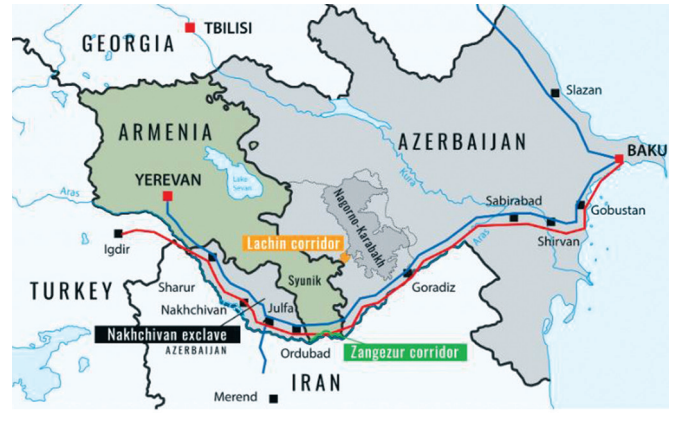 GEORGIA
TBILISI
Slazan
ARMENIA
AZERBAIJAN
BAKU
Lake
Sevan
Kura
YEREVAN
Aras
Nagorno-Karabakh
Sabirabad
Gobustan
Aras
Shirvan
Igdir
Lachin corridor
Syunik
Goradiz
Sharur
TURKEY
Nakhchivan
Julfa
Nakhchivan exclave
AZERBAIJAN
Ordubad
Zangezur corridor
IRAN
Merend